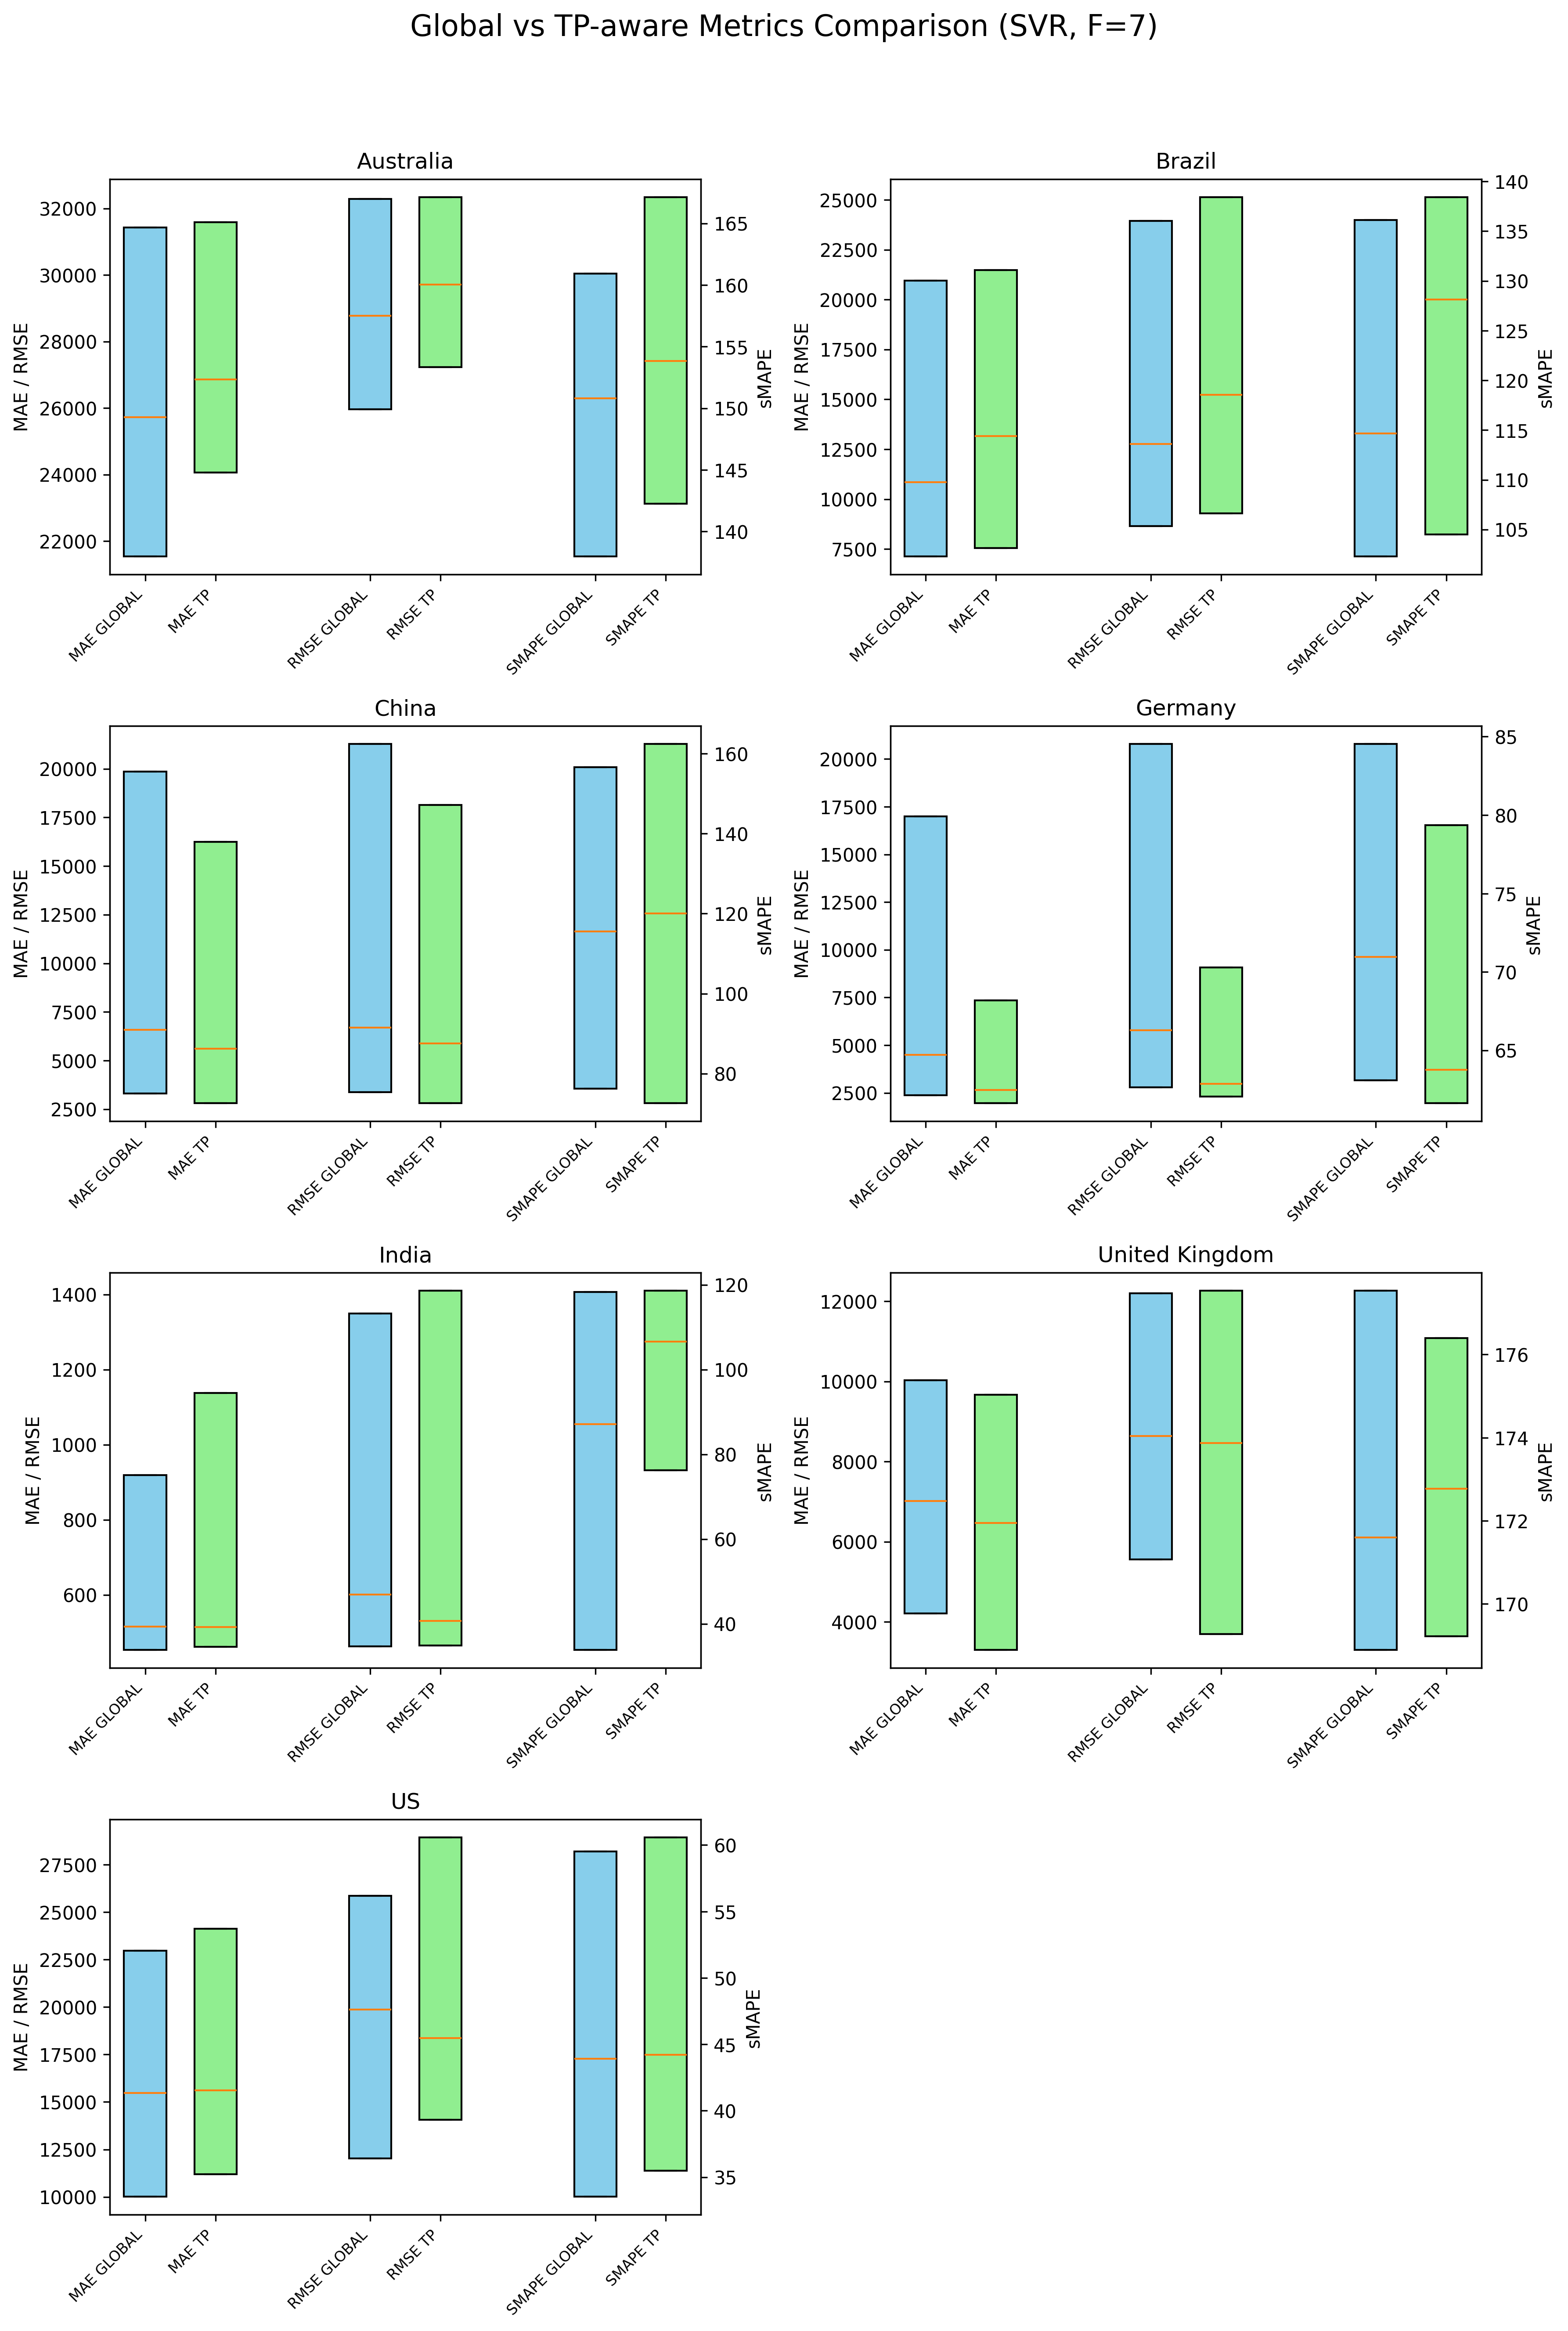 Global vs TP-aware Metrics Comparison (SVR, F=7)
Australia
MAE / RMSE
32000
30000
28000
26000
24000
22000
165
160
155
150
145
140
sMAPE
MAE GLOBAL
MAE TP
RMSE GLOBAL
RMSE TP
SMAPE GLOBAL
SMAPE TP
Brazil
MAE / RMSE
25000
22500
20000
17500
15000
12500
10000
7500
140
135
130
125
120
115
110
105
sMAPE
MAE GLOBAL
MAE TP
RMSE GLOBAL
RMSE TP
SMAPE GLOBAL
SMAPE TP
China
MAE / RMSE
20000
17500
15000
12500
10000
7500
5000
2500
160
140
120
100
80
sMAPE
MAE GLOBAL
MAE TP
RMSE GLOBAL
RMSE TP
SMAPE GLOBAL
SMAPE TP
Germany
MAE / RMSE
20000
17500
15000
12500
10000
7500
5000
2500
85
80
75
70
65
sMAPE
MAE GLOBAL
MAE TP
RMSE GLOBAL
RMSE TP
SMAPE GLOBAL
SMAPE TP
India
MAE / RMSE
1400
1200
1000
800
600
120
100
80
60
40
sMAPE
MAE GLOBAL
MAE TP
RMSE GLOBAL
RMSE TP
SMAPE GLOBAL
SMAPE TP
United Kingdom
MAE / RMSE
12000
10000
8000
6000
4000
176
174
172
170
sMAPE
MAE GLOBAL
MAE TP
RMSE GLOBAL
RMSE TP
SMAPE GLOBAL
SMAPE TP
US
MAE / RMSE
27500
25000
22500
20000
17500
15000
12500
10000
60
55
50
45
40
35
sMAPE
MAE GLOBAL
MAE TP
RMSE GLOBAL
RMSE TP
SMAPE GLOBAL
SMAPE TP